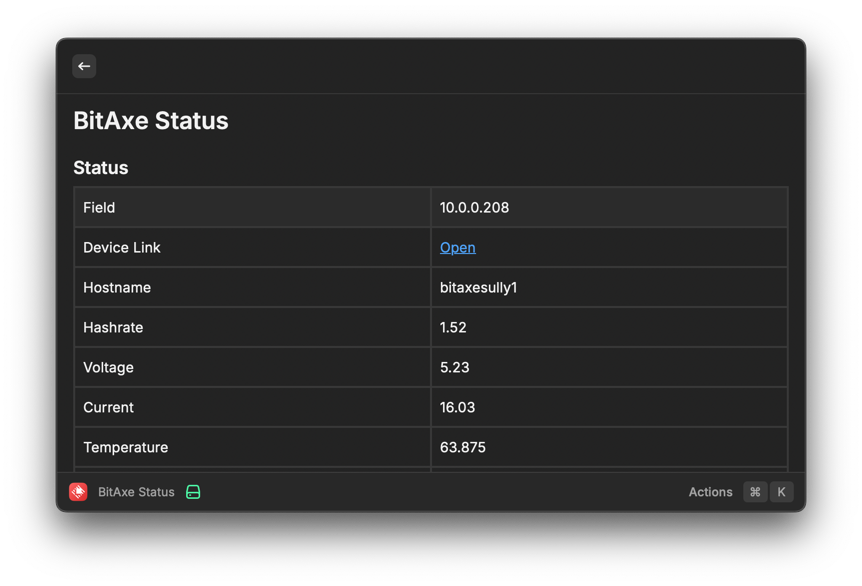 BitAxe Status
Status
Field 10.0.0.208
Device Link Open
Hostname bitaxesully1
Hashrate 1.52
Voltage 5.23
Current 16.03
Temperature 63.875
BitAxe Status Actions ⌘ K